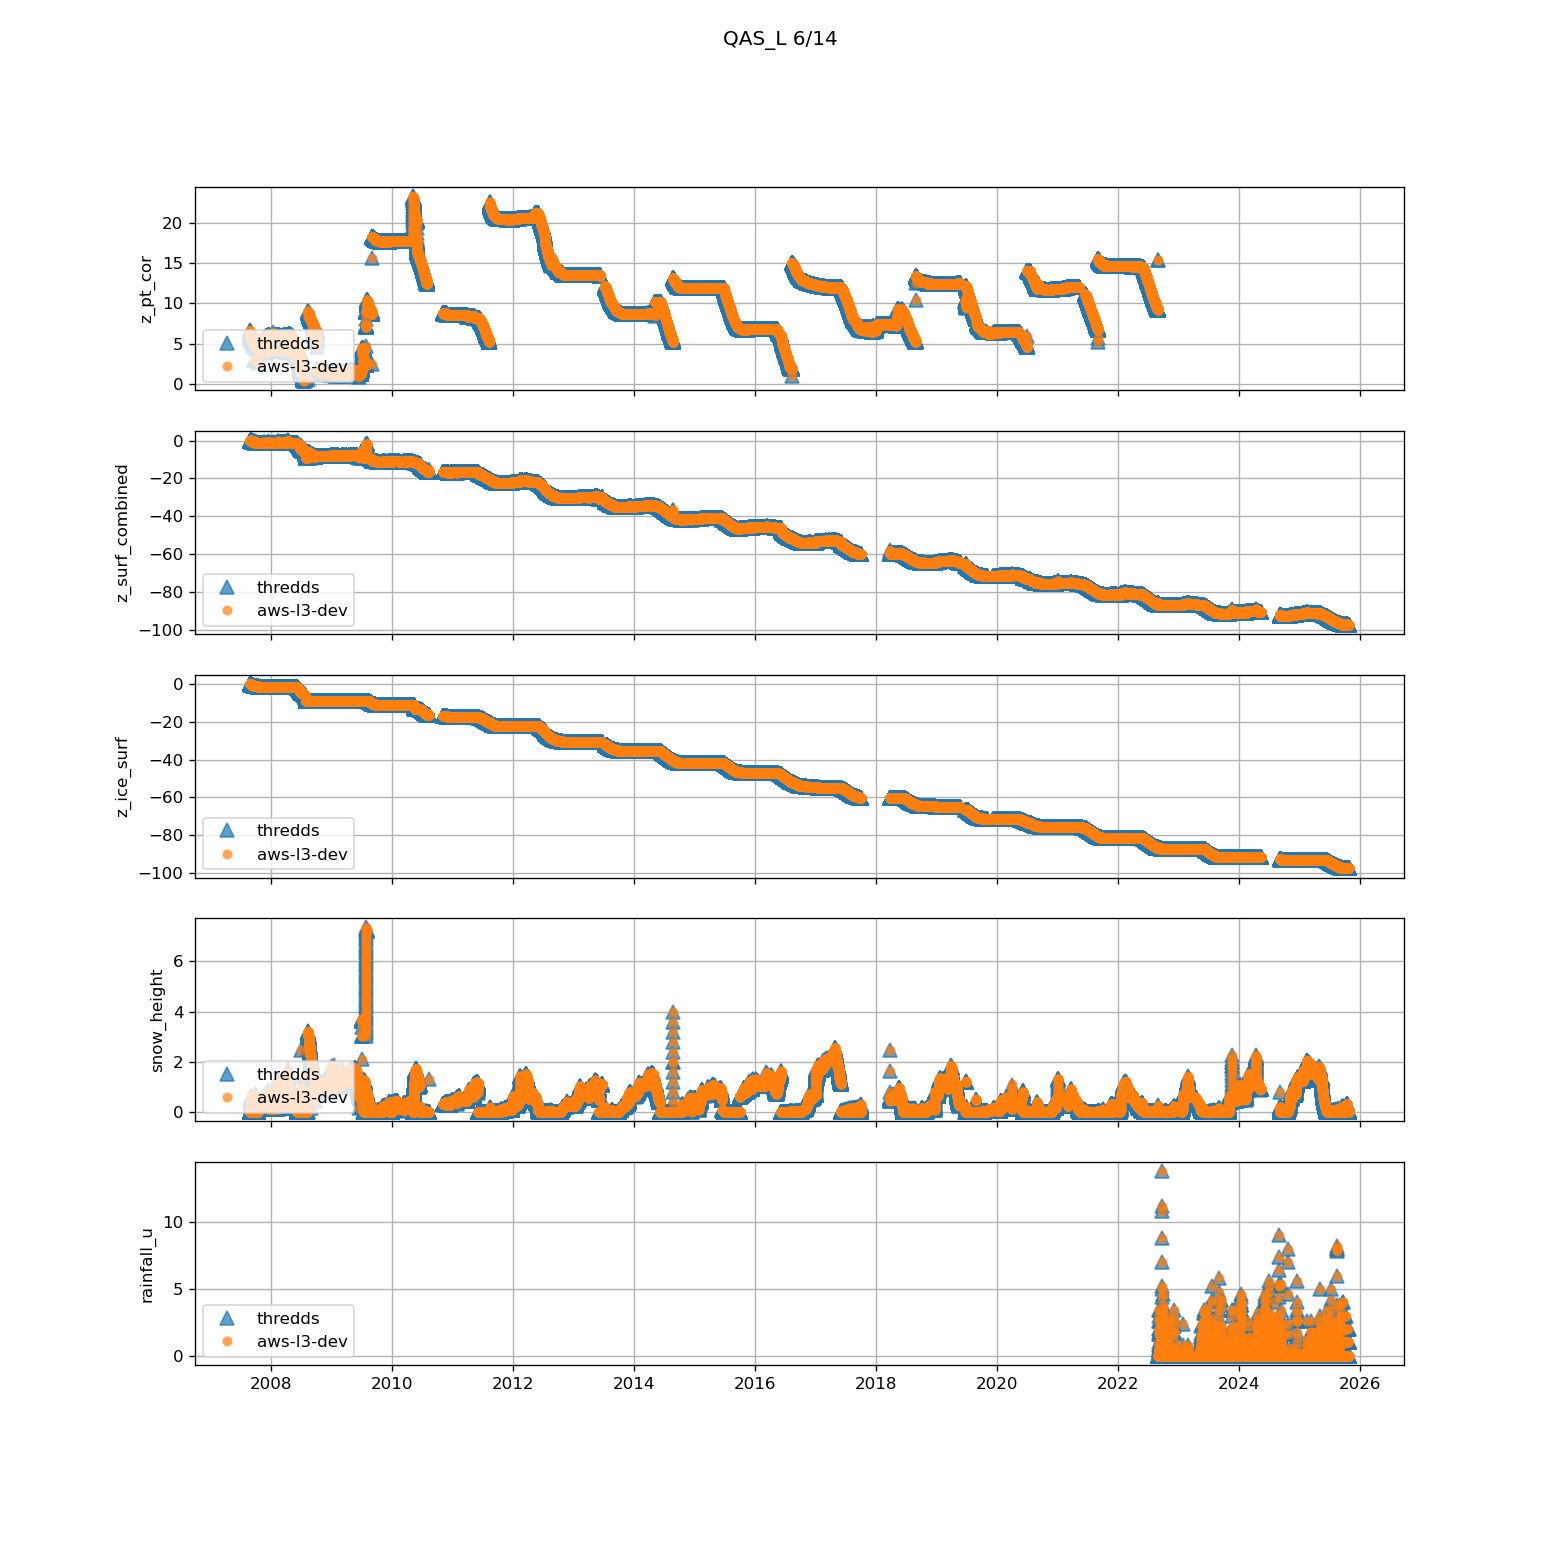 QAS_L 6/14
z_pt_cor
20
15
10
5
0
thredds
aws-l3-dev
z_surf_combined
0
−20
−40
−60
−80
−100
thredds
aws-l3-dev
z_ice_surf
0
−20
−40
−60
−80
−100
thredds
aws-l3-dev
snow_height
6
4
2
0
thredds
aws-l3-dev
rainfall_u
10
5
0
thredds
aws-l3-dev
2008 2010 2012 2014 2016 2018 2020 2022 2024 2026